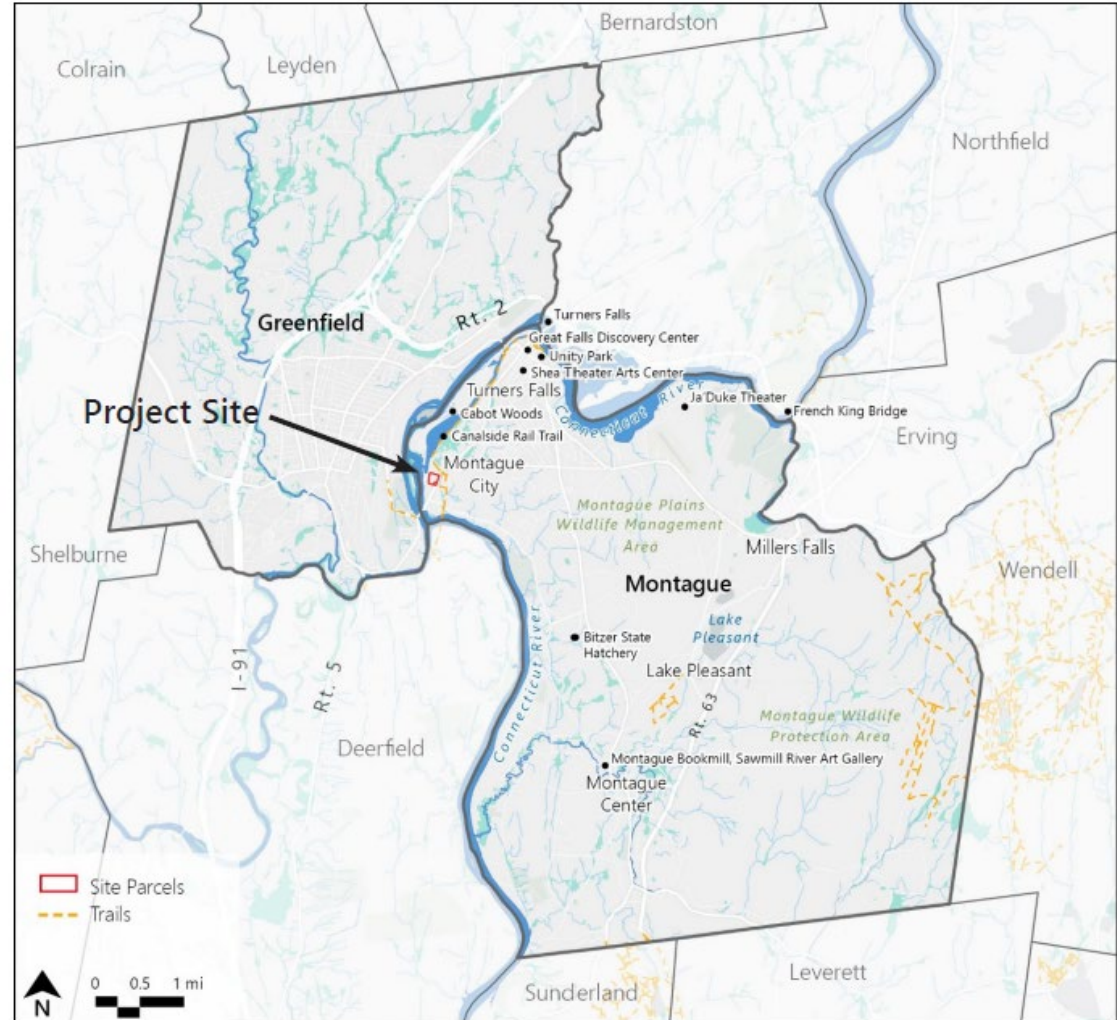 Bernardston
Colrain
Leyden
Northfield
Rt. 2
Turners Falls
Greenfield
Great Falls Discovery Center
Unity Park
Shea Theater Arts Center
Turners Falls
Connecticut River
Ja'Duke Theater
French King Bridge
Project Site
Cabot Woods
Canalside Rail Trail
Erving
Montague
City
Montague Plains
Wildlife Management
Area
Millers Falls
Shelburne
Wendell
Montague
Lake
Pleasant
Bitzer State
Hatchery
Connecticut River
Lake Pleasant
I-91
Rt. 5
Rt. 63
Montague Wildlife
Protection Area
Deerfield
Montague Bookmill, Sawmill River Art Gallery
Montague
Center
Site Parcels
Trails
0 0.5 1 mi
N
Leverett
Sunderland